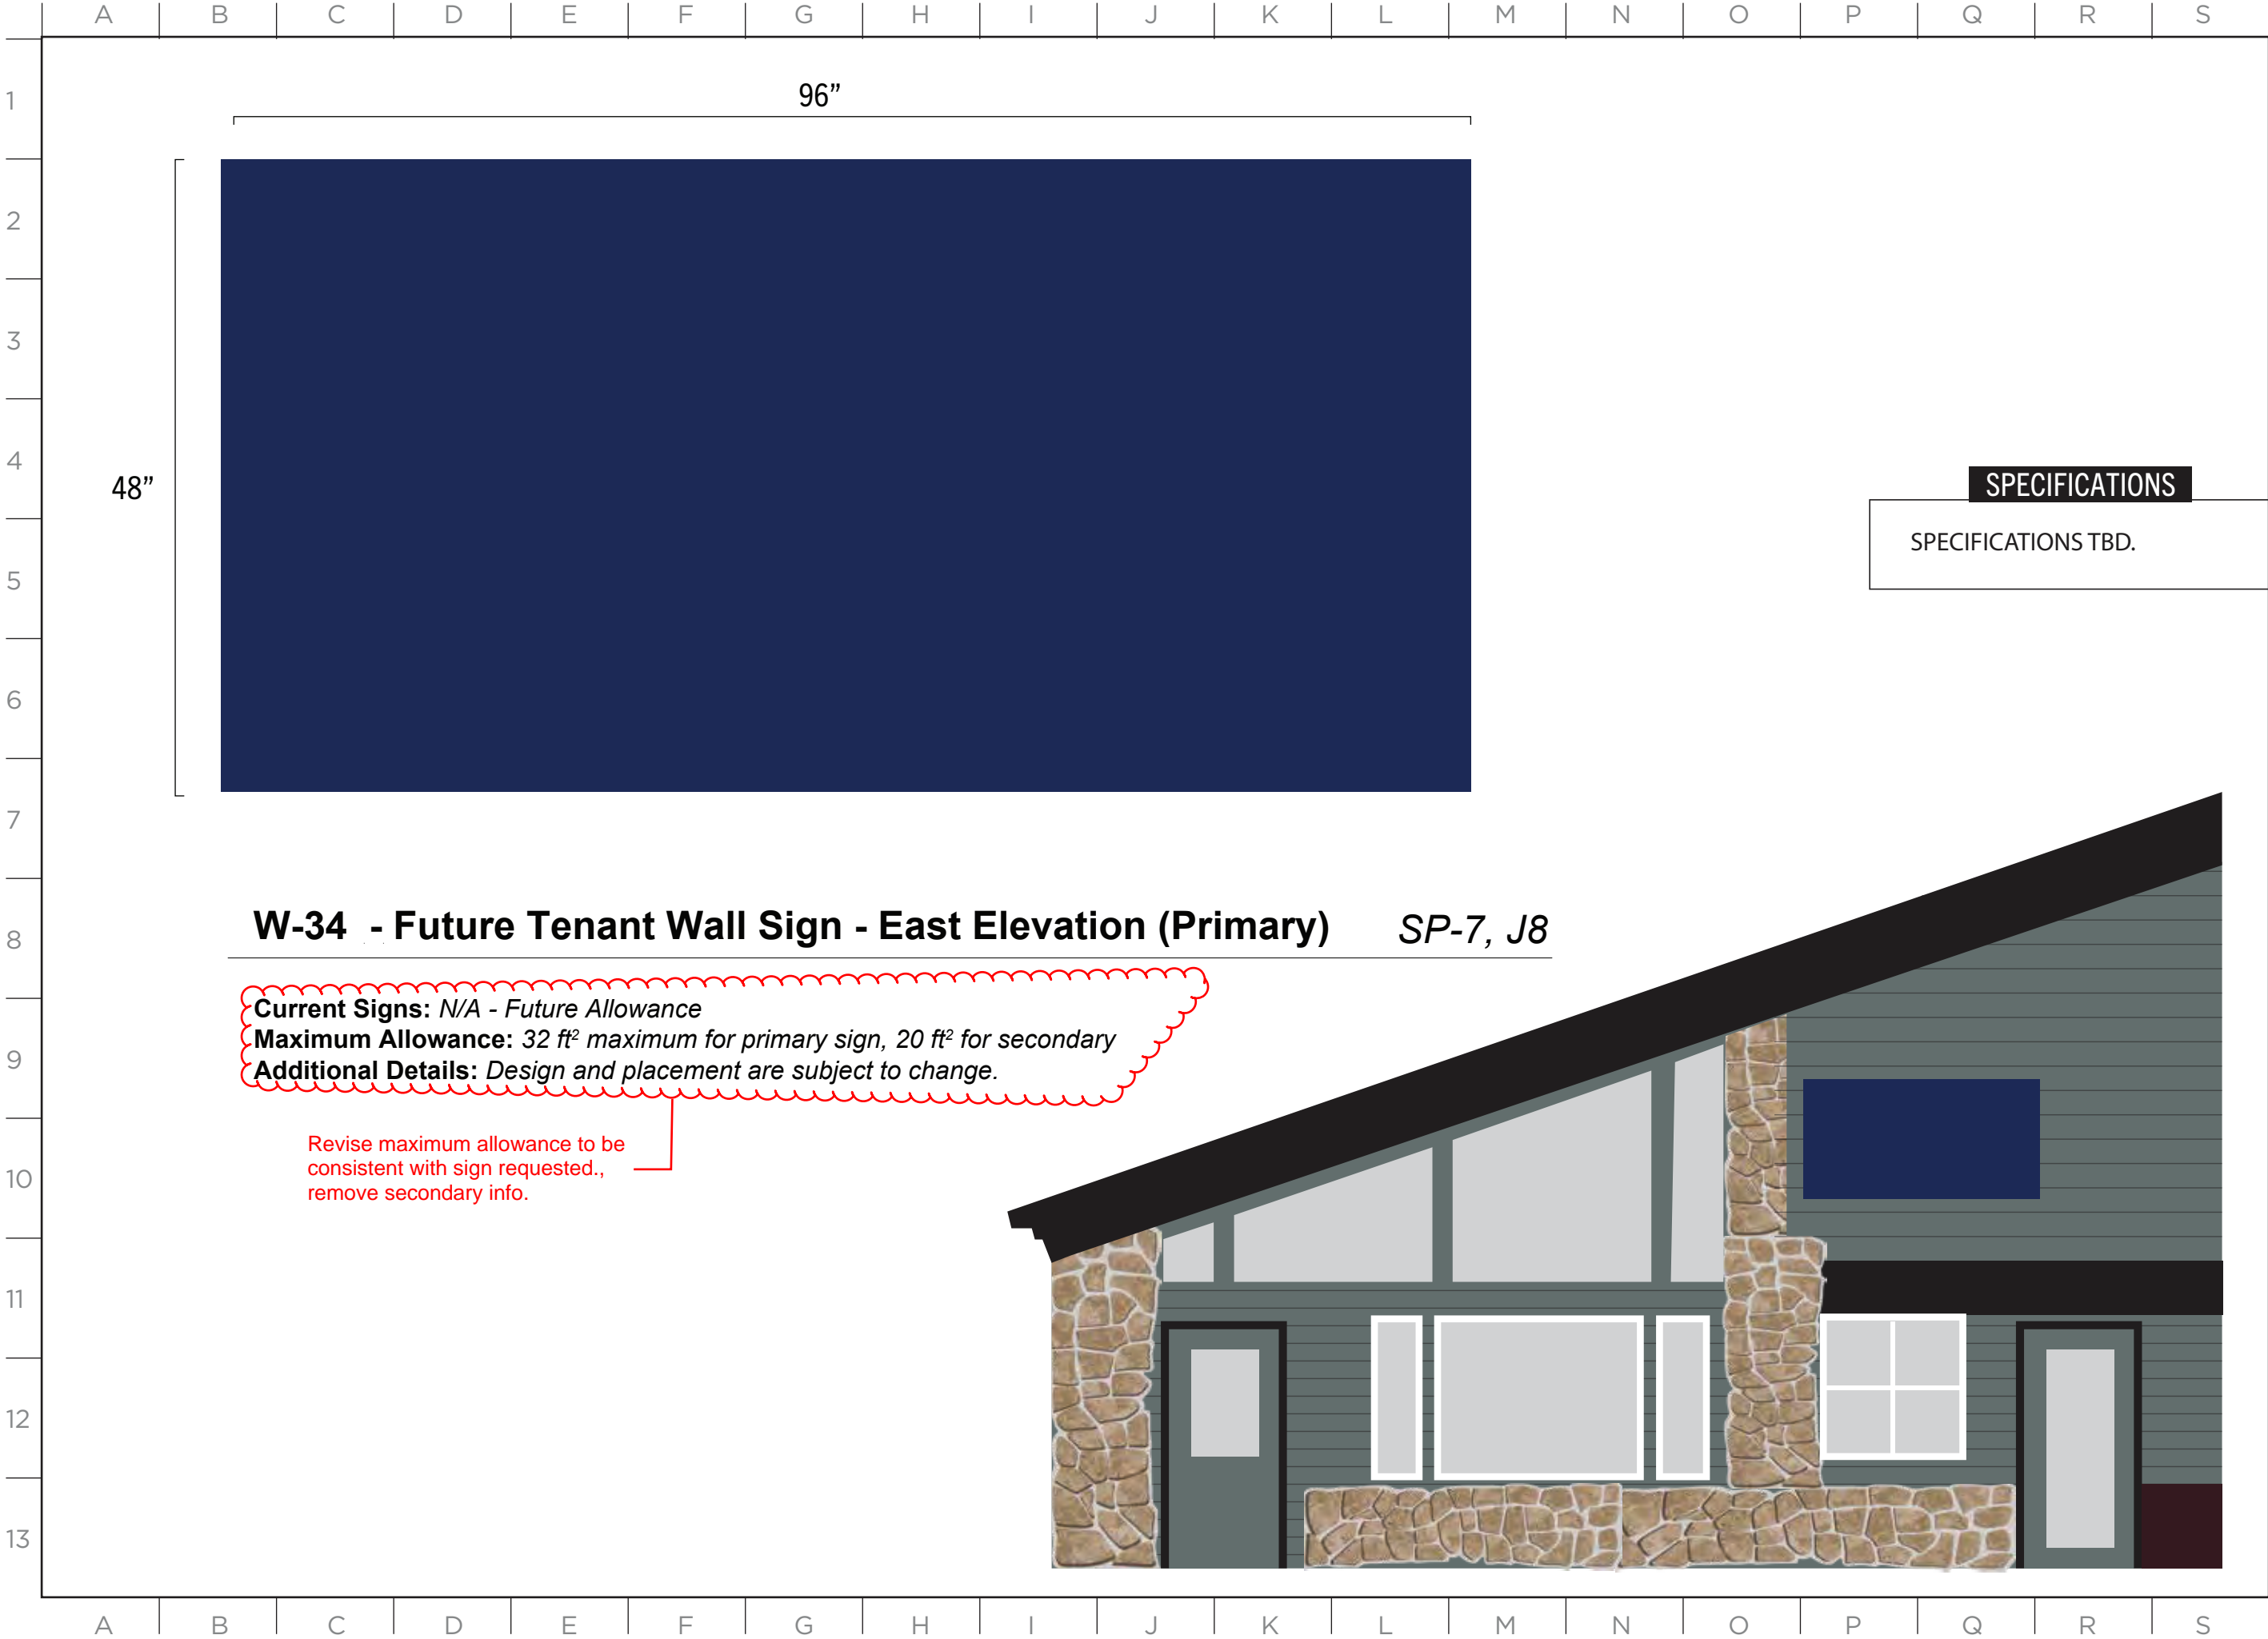 A B C D E F G H I J K L M N O P Q R S
1
96”
2
3
4
48”
SPECIFICATIONS
SPECIFICATIONS TBD.
5
6
7
W-34 - Future Tenant Wall Sign - East Elevation (Primary) SP-7, J8
8
Current Signs: N/A - Future Allowance
Maximum Allowance: 32 ft² maximum for primary sign, 20 ft² for secondary
9
Additional Details: Design and placement are subject to change.
Revise maximum allowance to be
consistent with sign requested.,
10
remove secondary info.
11
12
13
A B C D E F G H I J K L M N O P Q R S